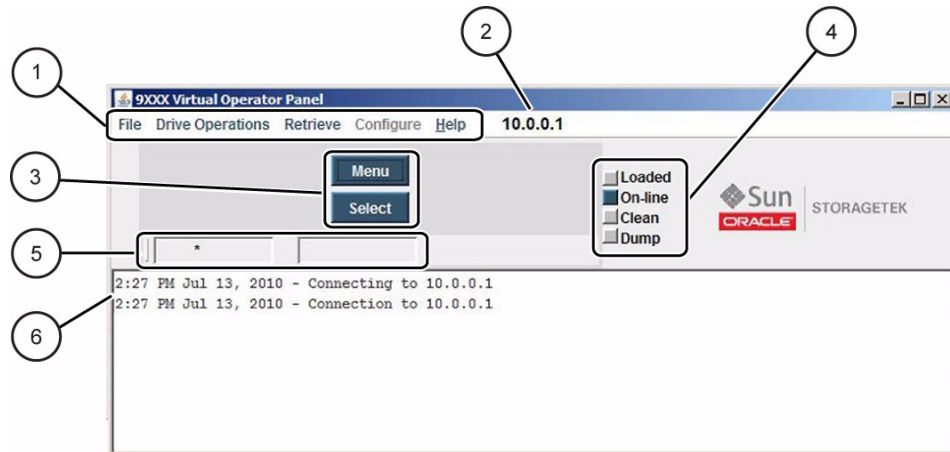 2
4
1
9XXX Virtual Operator Panel
File Drive Operations Retrieve Configure Help 10.0.0.1
3
Menu
Select
Loaded
On-line
Clean
Dump
Sun
ORACLE
STORAGETEK
5
*
2:27 PM Jul 13, 2010 - Connecting to 10.0.0.1
2:27 PM Jul 13, 2010 - Connection to 10.0.0.1
6